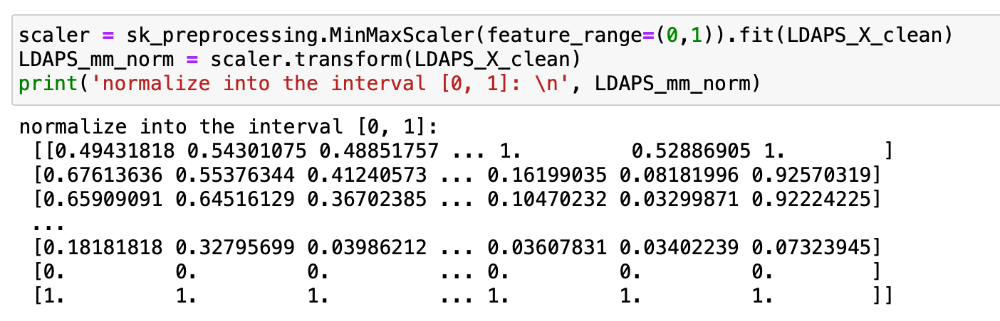 scaler = sk_preprocessing.MinMaxScaler(feature_range=(0,1)).fit(LDAPS_X_clean)
LDAPS_mm_norm = scaler.transform(LDAPS_X_clean)
print('normalize into the interval [0, 1]: \n', LDAPS_mm_norm)
normalize into the interval [0, 1]:
 [[0.49431818 0.54301075 0.48851757 ... 1.         0.52886905 1.        ]
 [0.67613636 0.55376344 0.41240573 ... 0.16199035 0.08181996 0.92570319]
 [0.65909091 0.64516129 0.36702385 ... 0.10470232 0.03299871 0.92224225]
 ...
 [0.18181818 0.32795699 0.03986212 ... 0.03607831 0.03402239 0.07323945]
 [0.         0.         0.         ... 0.         0.         0.        ]
 [1.         1.         1.         ... 1.         1.         1.        ]]